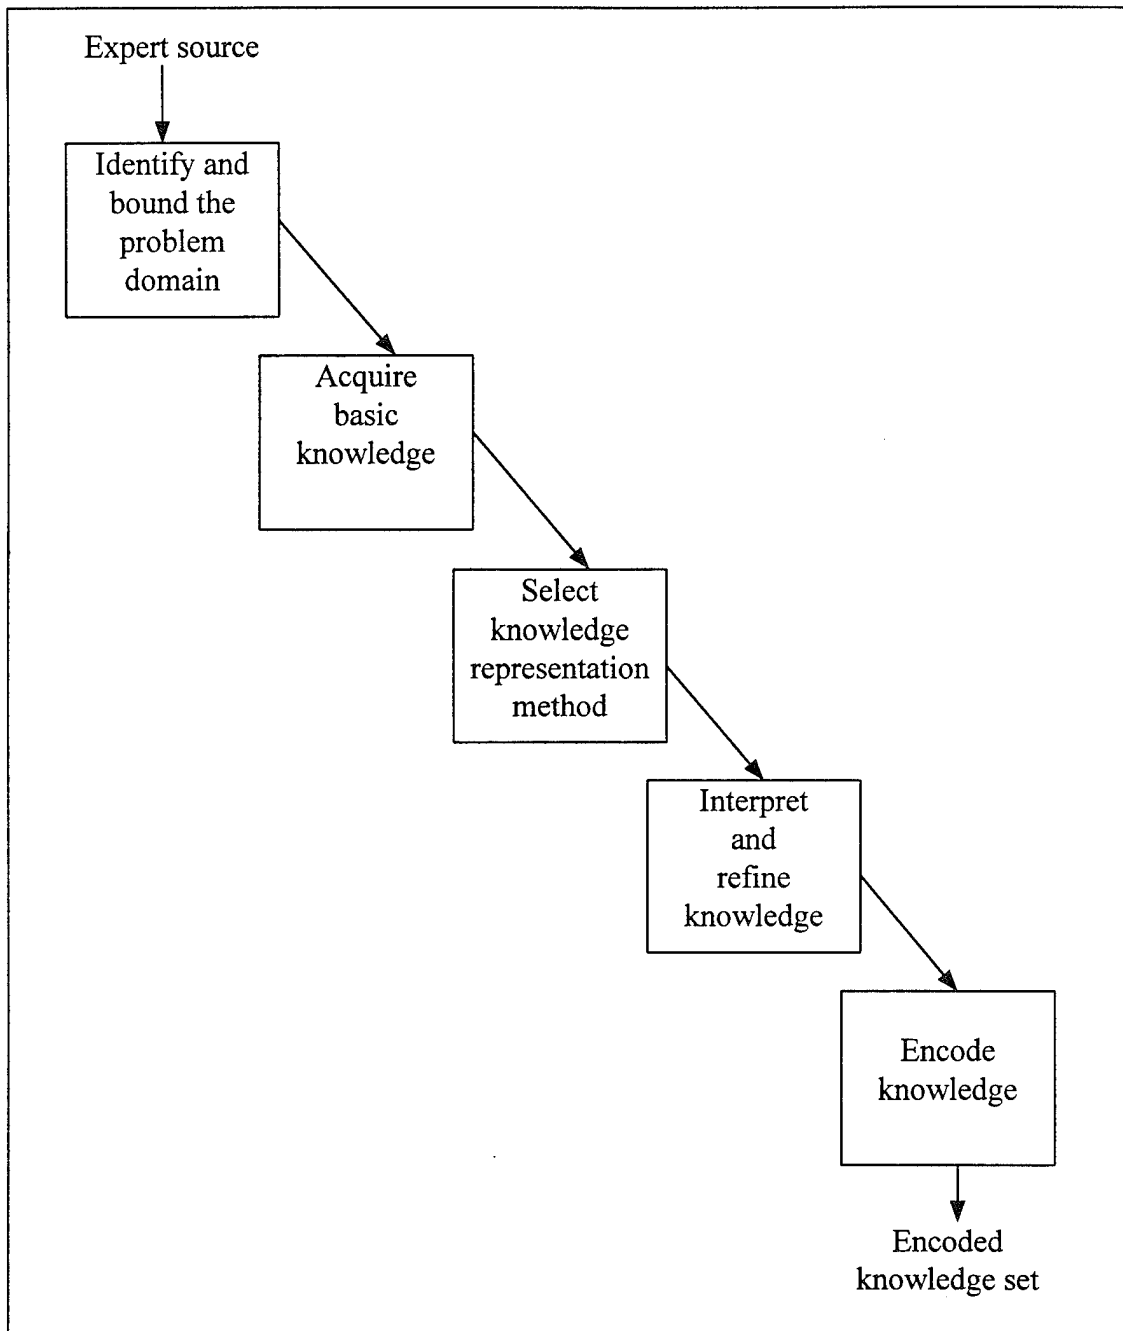 Expert source
Identify and
bound the
problem
domain
Acquire
basic
knowledge
Select
knowledge
representation
method
Interpret
and
refine
knowledge
Encode
knowledge
Encoded
knowledge set